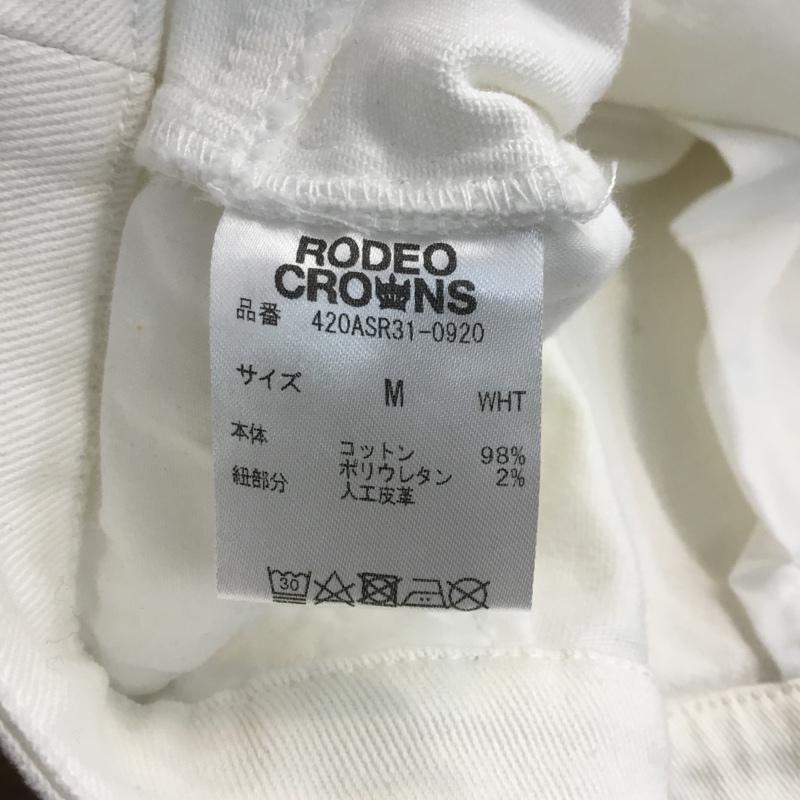 RODEO
CROWNS
品番 420ASR31-0920
サイズ M WHT
本体 コットン 98%
ポリウレタン 2%
紐部分 人工皮革
30